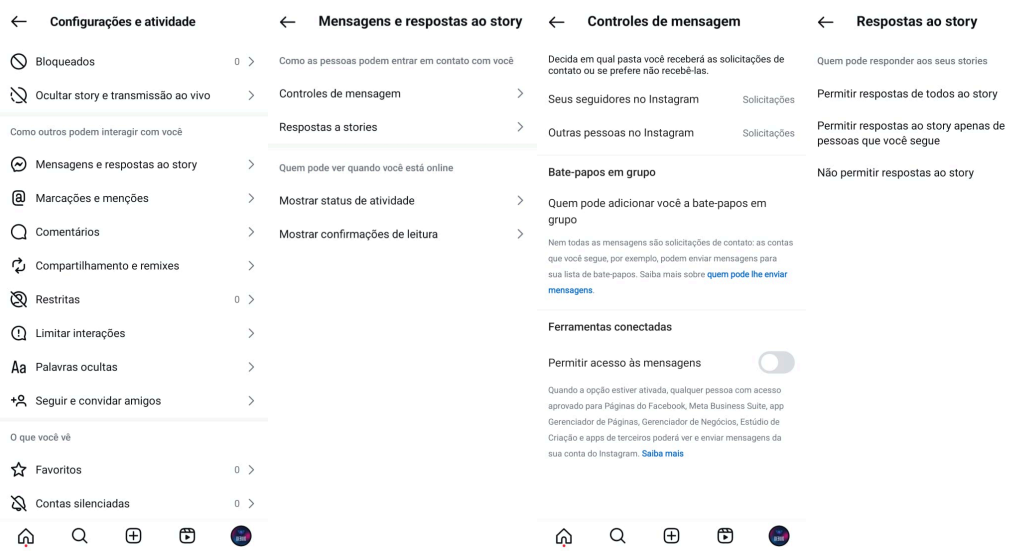 Configurações e atividade
Bloqueados 0
Ocultar story e transmissão ao vivo
Como outros podem interagir com você
Mensagens e respostas ao story
Marcações e menções
Comentários
Compartilhamento e remixes
Restritas 0
Limitar interações
Aa Palavras ocultas
Seguir e convidar amigos
O que você vê
Favoritos 0
Contas silenciadas 0
Mensagens e respostas ao story
Como as pessoas podem entrar em contato com você
Controles de mensagem
Respostas a stories
Quem pode ver quando você está online
Mostrar status de atividade
Mostrar confirmações de leitura
Controles de mensagem
Decida em qual pasta você receberá as solicitações de
contato ou se prefere não recebê-las.
Seus seguidores no Instagram Solicitações
Outras pessoas no Instagram Solicitações
Bate-papos em grupo
Quem pode adicionar você a bate-papos em
grupo
Nem todas as mensagens são solicitações de contato: as contas
que você segue, por exemplo, podem enviar mensagens para
sua lista de bate-papos. Saiba mais sobre quem pode lhe enviar
mensagens.
Ferramentas conectadas
Permitir acesso às mensagens
Quando a opção estiver ativada, qualquer pessoa com acesso
aprovado para Páginas do Facebook, Meta Business Suite, app
Gerenciador de Páginas, Gerenciador de Negócios, Estúdio de
Criação e apps de terceiros poderá ver e enviar mensagens da
sua conta do Instagram. Saiba mais
Respostas ao story
Quem pode responder aos seus stories
Permitir respostas de todos ao story
Permitir respostas ao story apenas de
pessoas que você segue
Não permitir respostas ao story